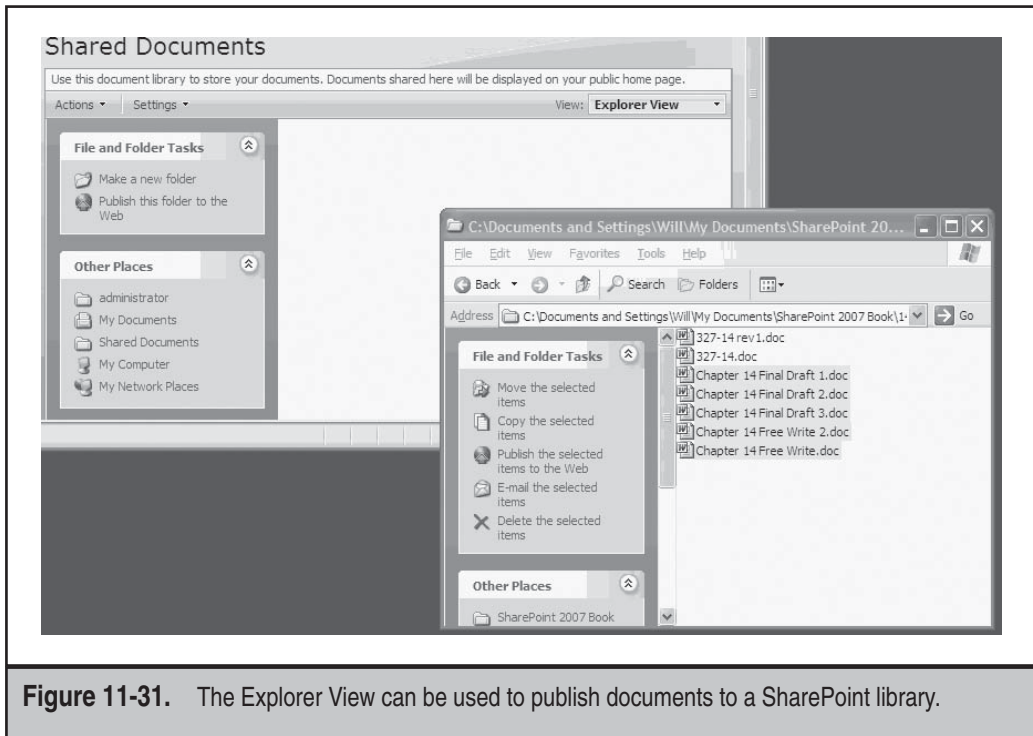 Shared Documents
Use this document library to store your documents. Documents shared here will be displayed on your public home page.
Actions Settings View: Explorer View
File and Folder Tasks
Make a new folder
Publish this folder to the
Web
Other Places
administrator
My Documents
Shared Documents
My Computer
My Network Places
C:\Documents and Settings\Will\My Documents\SharePoint 20...
File Edit View Favorites Tools Help
Back Search Folders
Address C:\Documents and Settings\Will\My Documents\SharePoint 2007 Book\1 Go
File and Folder Tasks
Move the selected
items
Copy the selected
items
Publish the selected
items to the Web
E-mail the selected
items
Delete the selected
items
Other Places
SharePoint 2007 Book
327-14 rev1.doc
327-14.doc
Chapter 14 Final Draft 1.doc
Chapter 14 Final Draft 2.doc
Chapter 14 Final Draft 3.doc
Chapter 14 Free Write 2.doc
Chapter 14 Free Write.doc
Figure 11-31. The Explorer View can be used to publish documents to a SharePoint library.